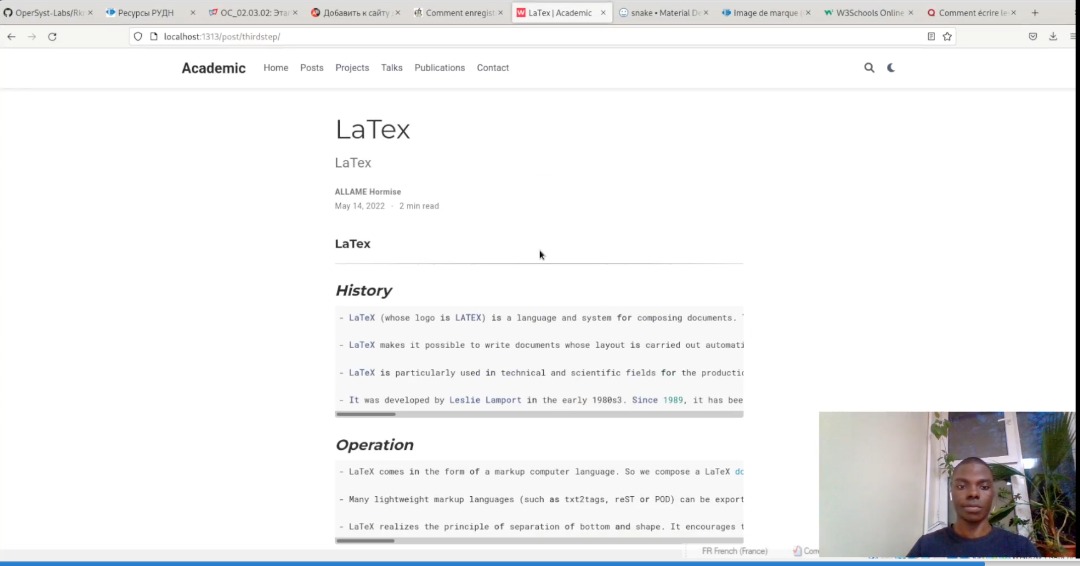 OperSyst-Labs/Rk
Ресурсы РУДН
ОС_02.03.02: Эта
Добавить к сайту
Comment enregist
LaTex | Academic
snake • Material D
Image de marque
W3Schools Online
Comment écrire le
localhost:1313/post/thirdstep/
Academic
Home Posts Projects Talks Publications Contact
LaTex
LaTex
ALLAME Hormise
May 14, 2022 · 2 min read
LaTex
History
- LaTeX (whose logo is LATEX) is a language and system for composing documents.
- LaTeX makes it possible to write documents whose layout is carried out automati
- LaTeX is particularly used in technical and scientific fields for the productio
- It was developed by Leslie Lamport in the early 1980s3. Since 1989, it has bee
Operation
- LaTeX comes in the form of a markup computer language. So we compose a LaTeX do
- Many lightweight markup languages (such as txt2tags, reST or POD) can be export
- LaTeX realizes the principle of separation of bottom and shape. It encourages t
FR French (France) Com